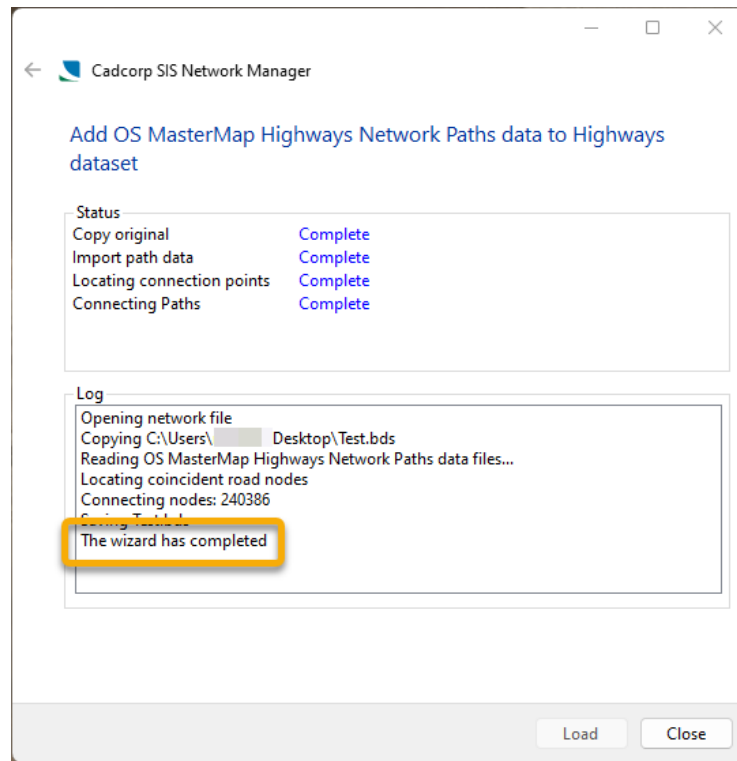 Cadcorp SIS Network Manager
Add OS MasterMap Highways Network Paths data to Highways
dataset
Status
Copy original Complete
Import path data Complete
Locating connection points Complete
Connecting Paths Complete
Log
Opening network file
Copying C:\Users\ Desktop\Test.bds
Reading OS MasterMap Highways Network Paths data files...
Locating coincident road nodes
Connecting nodes: 240386
Saving Test.bds
The wizard has completed
Load Close